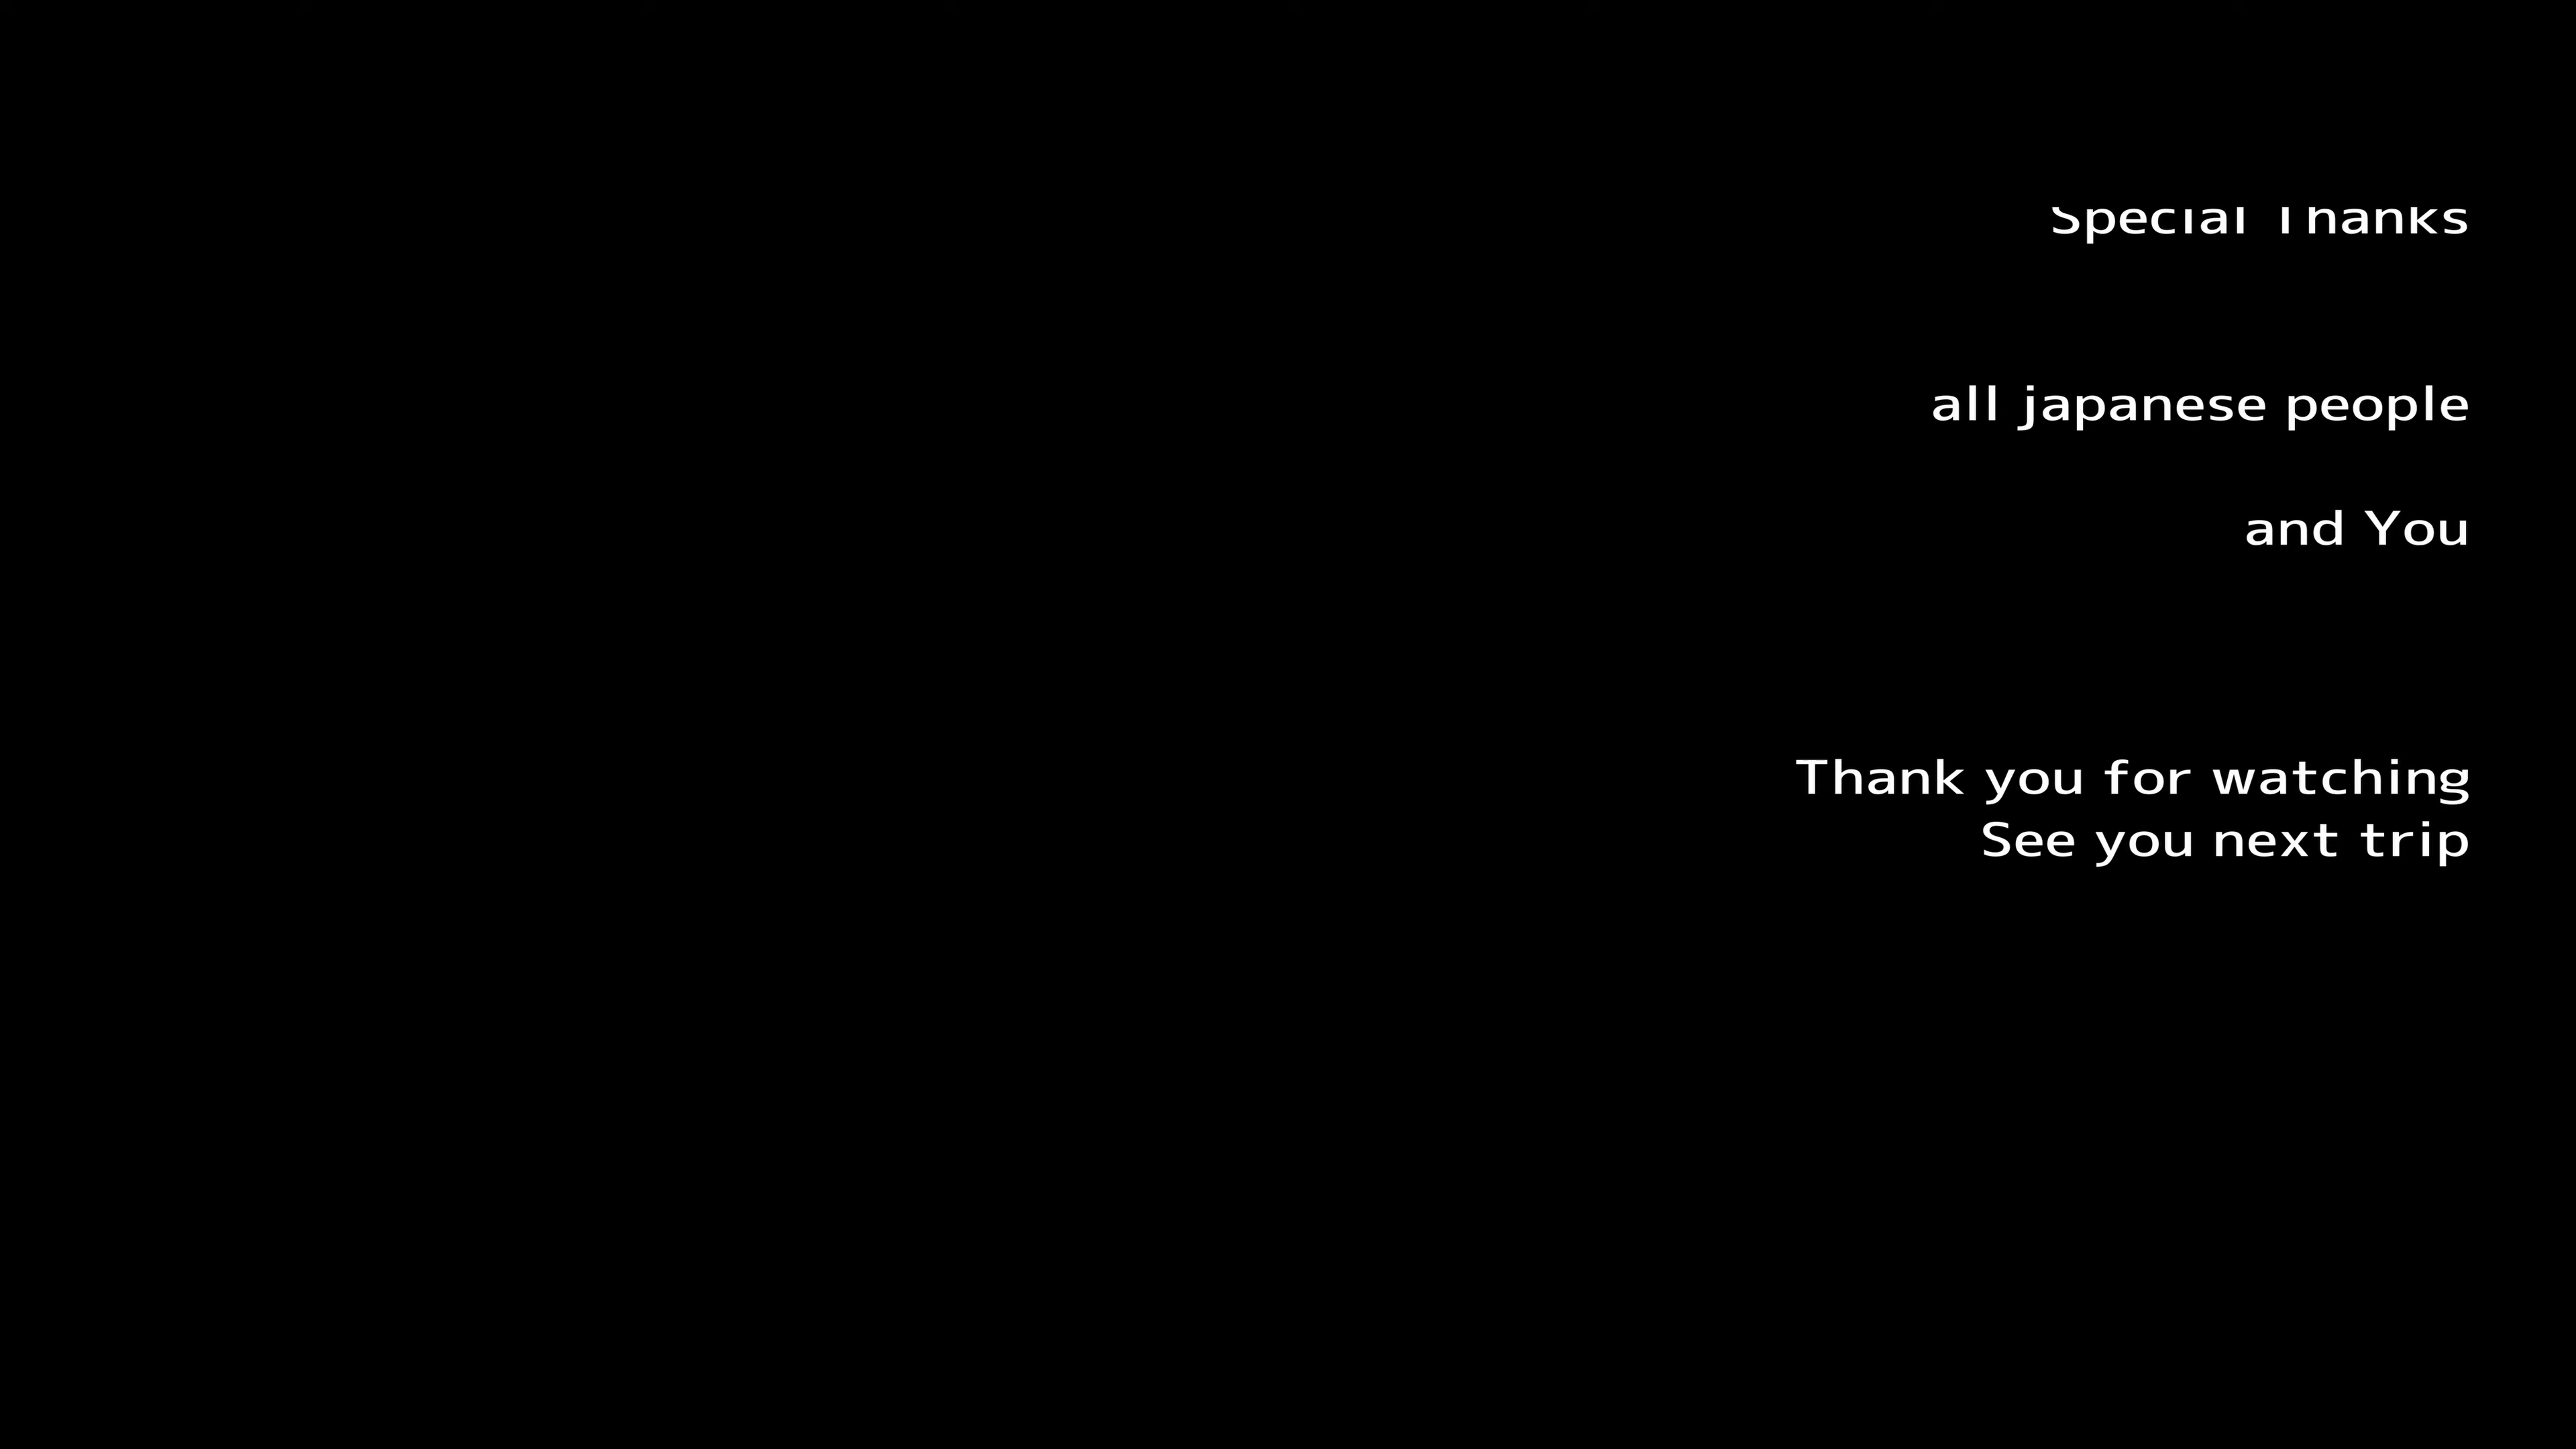 Special Thanks
all japanese people
and You
Thank you for watching
See you next trip